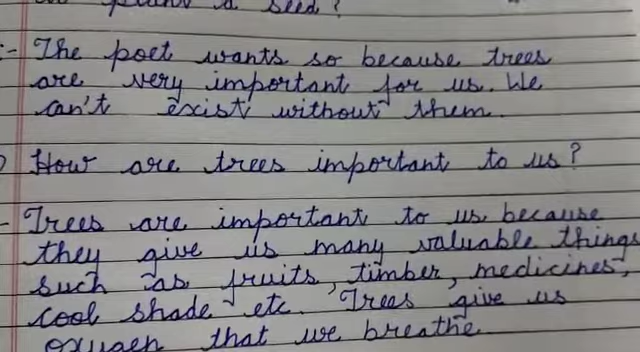 plant a seed?
:- The poet wants so because trees
are very important for us. We
can't exist without them.
How are trees important to us?
- Trees are important to us because
they give us many valuable things
such as fruits, timber, medicines,
cool shade etc. Trees give us
oxygen that we breathe